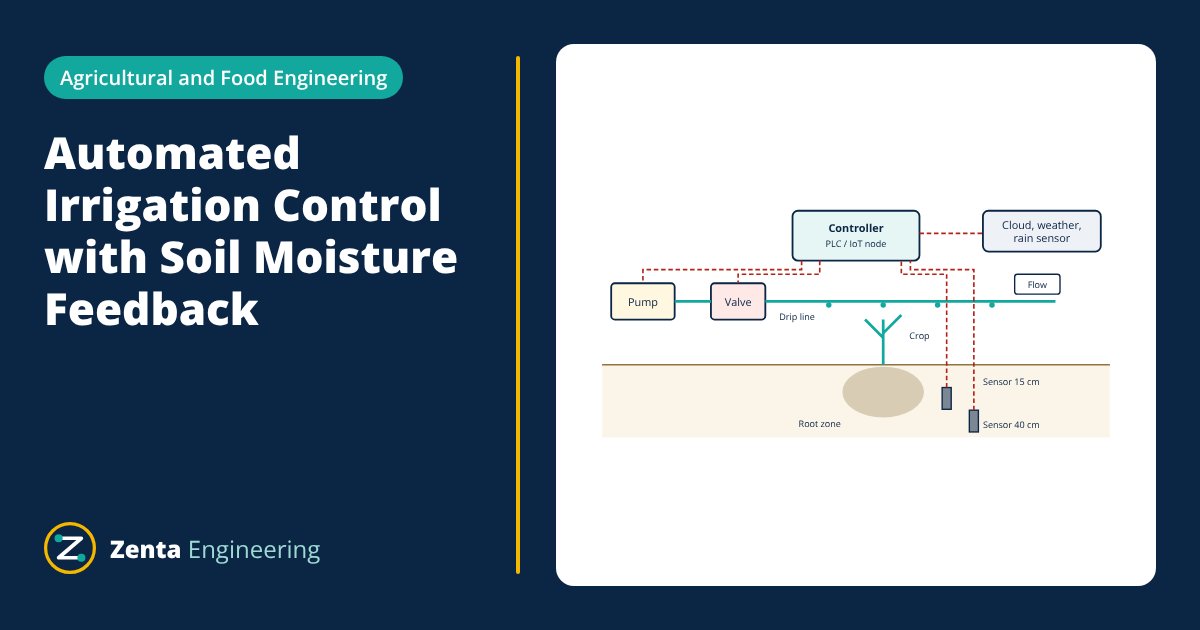 Agricultural and Food Engineering
Automated
Irrigation Control
with Soil Moisture
Feedback
Zenta Engineering
Controller
PLC / IoT node
Cloud, weather,
rain sensor
Flow
Pump
Valve
Drip line
Crop
Sensor 15 cm
Root zone
Sensor 40 cm